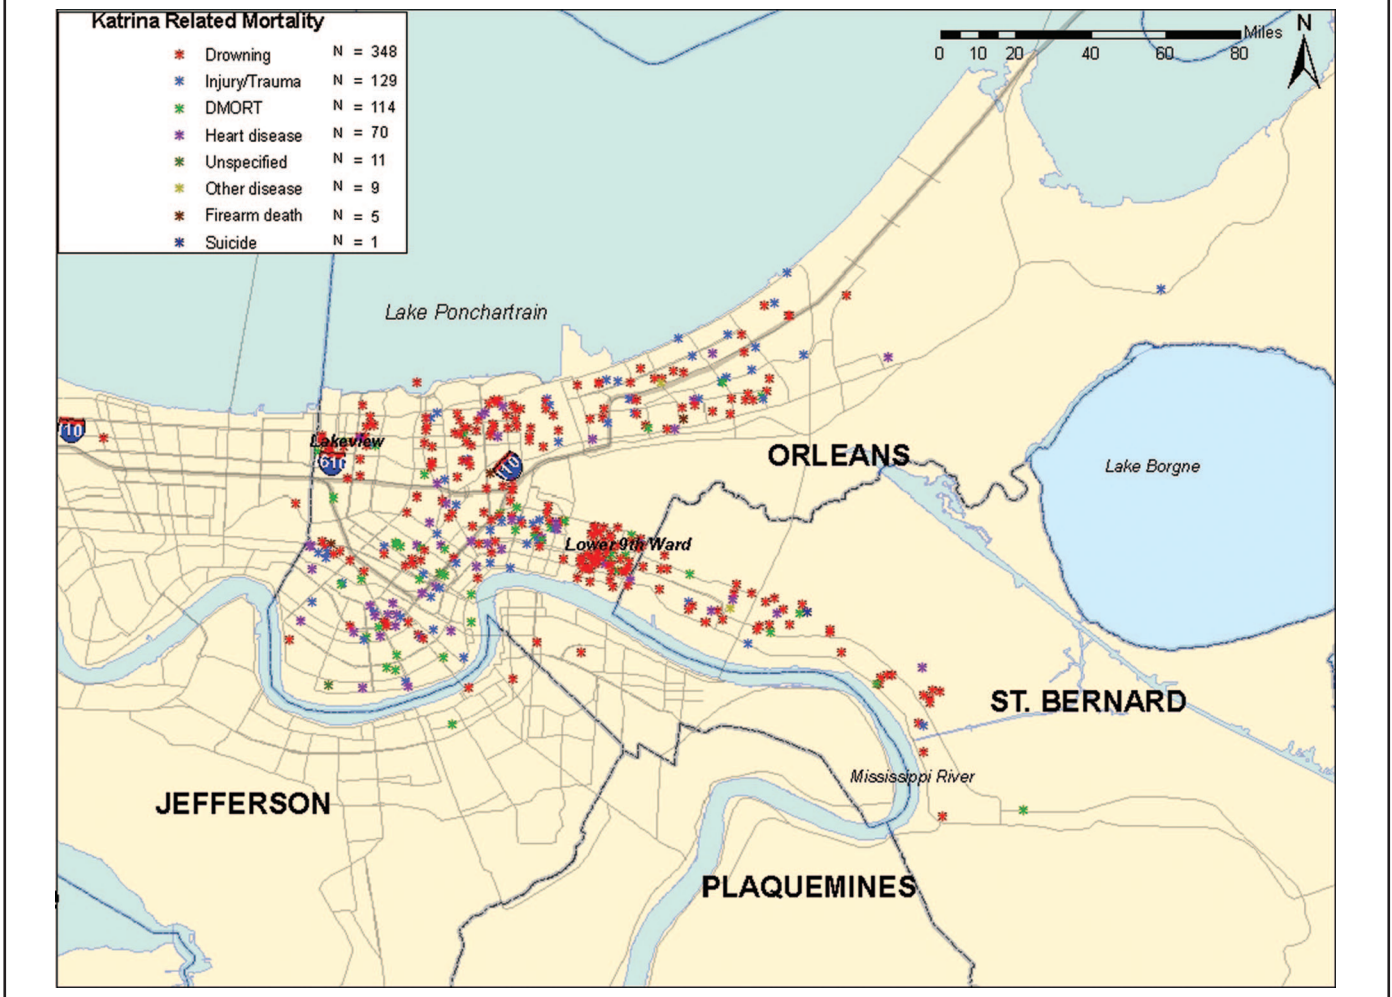 Katrina Related Mortality
Drowning N = 348
Injury/Trauma N = 129
DMORT N = 114
Heart disease N = 70
Unspecified N = 11
Other disease N = 9
Firearm death N = 5
Suicide N = 1
N
Miles
0 10 20 40 60 80
Lake Ponchartrain
Lakeview
10
610
10
ORLEANS
Lake Borgne
Lower 9th Ward
ST. BERNARD
Mississippi River
JEFFERSON
PLAQUEMINES